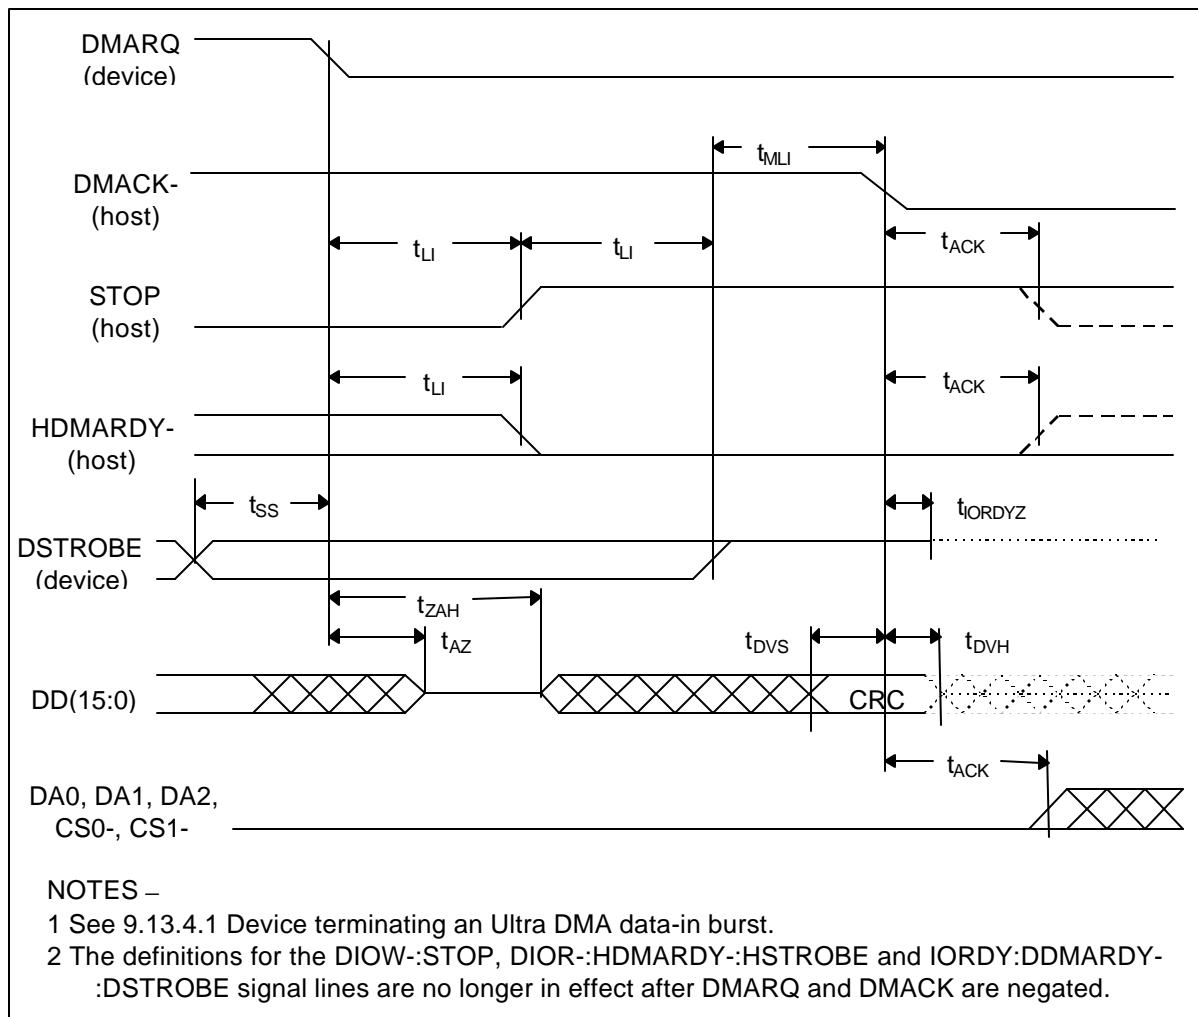 DMARQ
(device)
tMLI
DMACK-
(host)
tLI
tLI
tACK
STOP
(host)
tLI
tACK
HDMARDY-
(host)
tSS
tIORDYZ
DSTROBE
(device)
tZAH
tAZ
tDVS
tDVH
DD(15:0)
CRC
tACK
DA0, DA1, DA2,
CS0-, CS1-
NOTES –
1 See 9.13.4.1 Device terminating an Ultra DMA data-in burst.
2 The definitions for the DIOW-:STOP, DIOR-:HDMARDY-:HSTROBE and IORDY:DDMARDY-
:DSTROBE signal lines are no longer in effect after DMARQ and DMACK are negated.